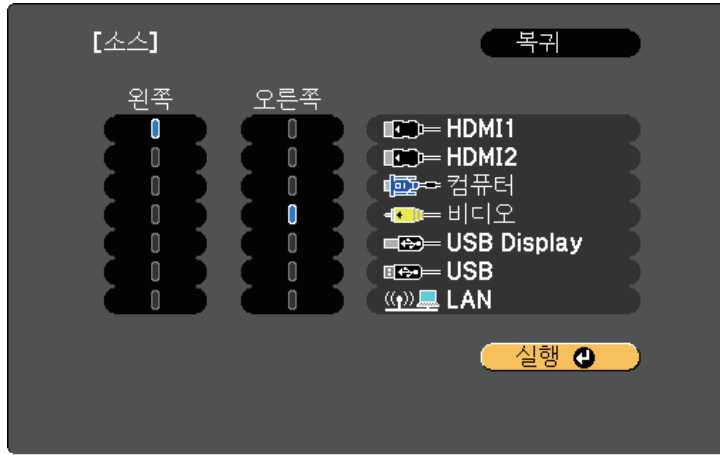 [소스] 복귀
왼쪽 오른쪽
HDMI1
HDMI2
컴퓨터
비디오
USB Display
USB
LAN
실행